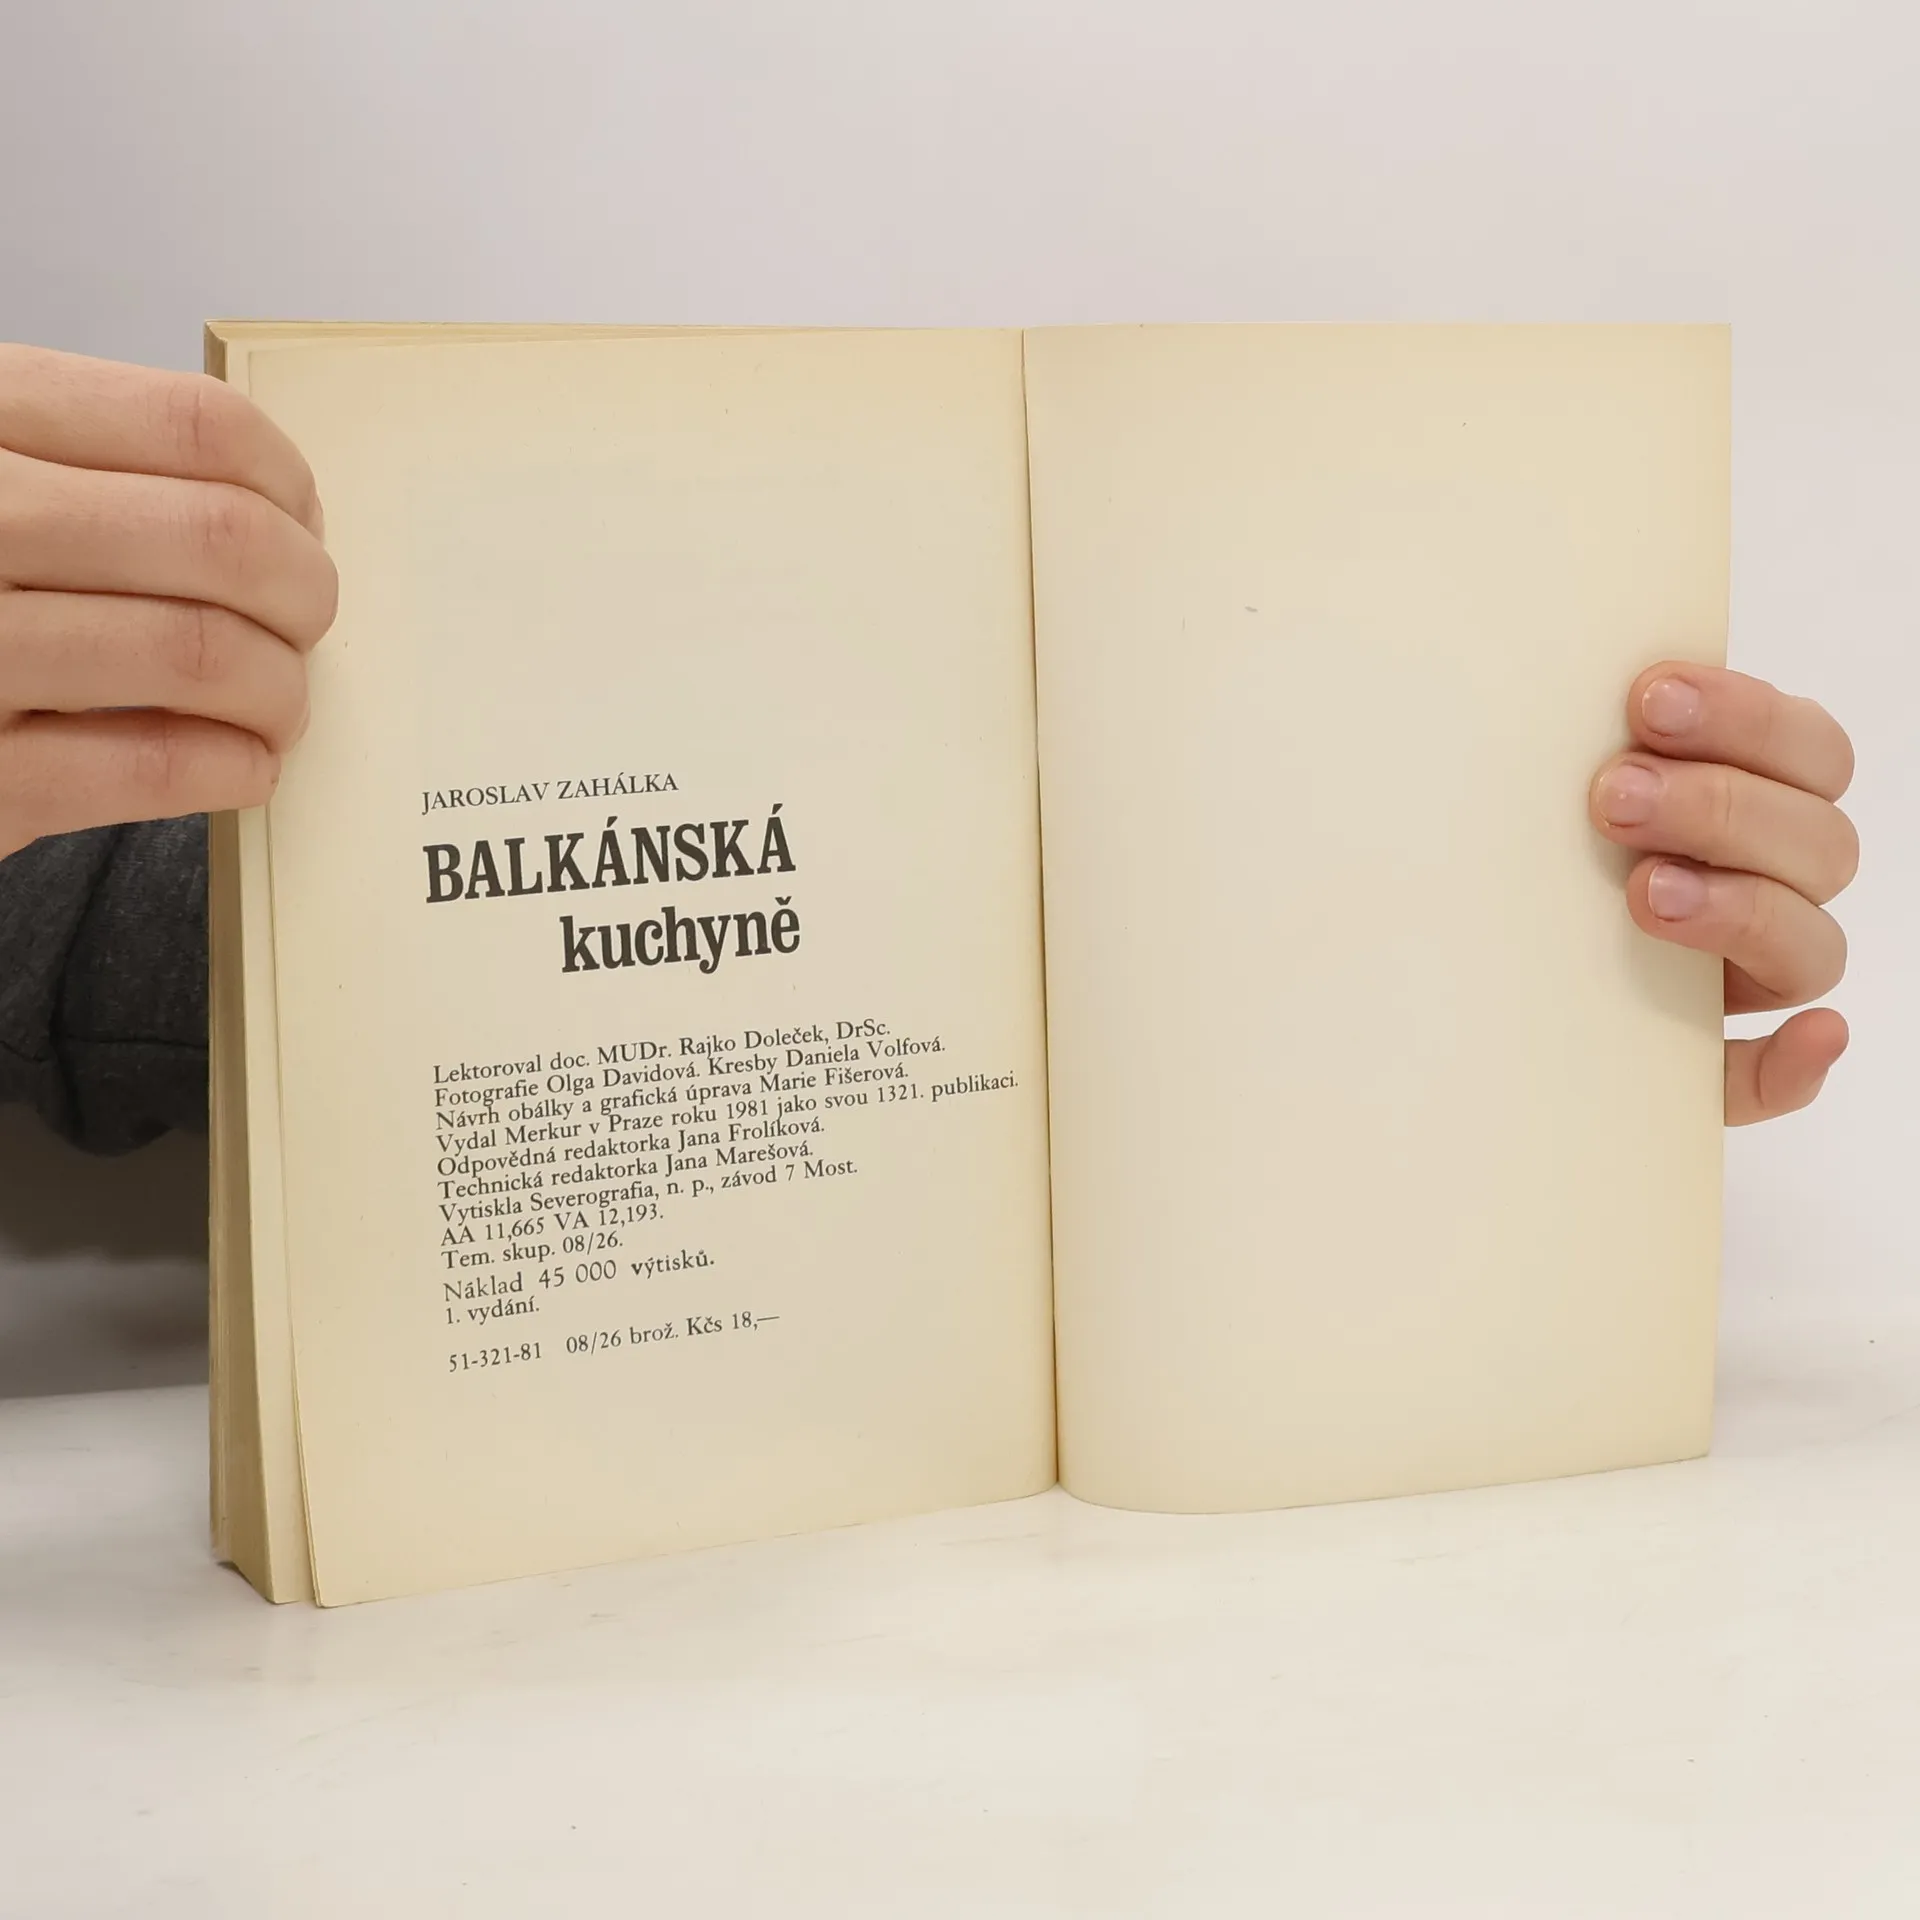 JAROSLAV ZAHÁLKA
BALKÁNSKÁ
kuchyně
Lektoroval doc. MUDr. Rajko Doleček, DrSc.
Fotografie Olga Davidová. Kresby Daniela Volfová.
Návrh obálky a grafická úprava Marie Fišerová.
Vydal Merkur v Praze roku 1981 jako svou 1321. publikaci.
Odpovědná redaktorka Jana Frolíková.
Technická redaktorka Jana Marešová.
Vytiskla Severografia, n. p., závod 7 Most.
AA 11,665 VA 12,193.
Tem. skup. 08/26.
Náklad 45 000 výtisků.
1. vydání.
51-321-81 08/26 brož. Kčs 18,—